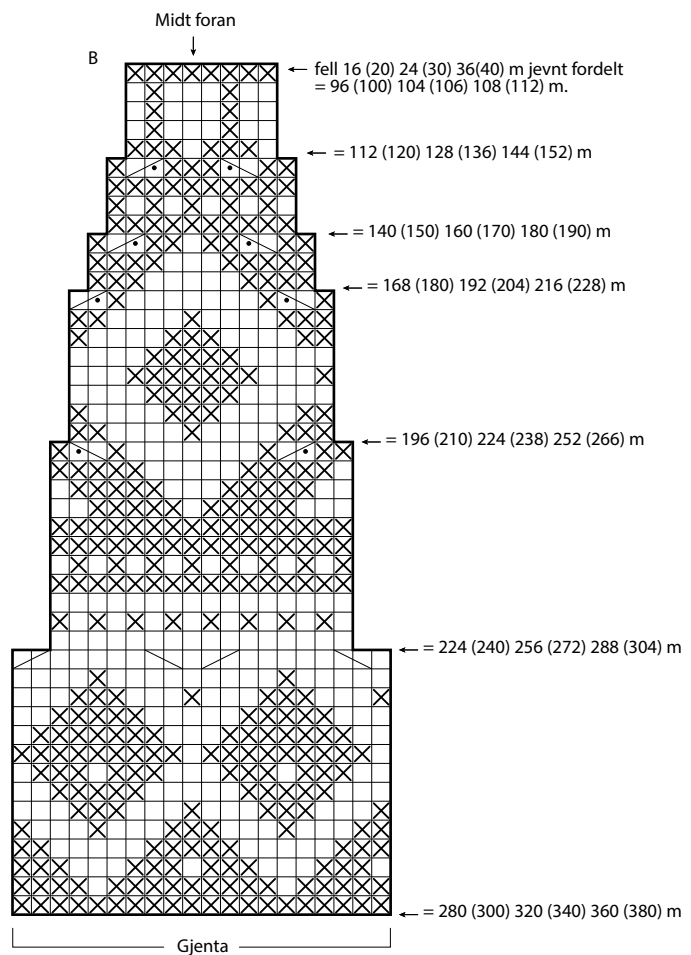 Midt foran
B
fell 16 (20) 24 (30) 36(40) m jevnt fordelt
= 96 (100) 104 (106) 108 (112) m.
= 112 (120) 128 (136) 144 (152) m
= 140 (150) 160 (170) 180 (190) m
= 168 (180) 192 (204) 216 (228) m
= 196 (210) 224 (238) 252 (266) m
= 224 (240) 256 (272) 288 (304) m
= 280 (300) 320 (340) 360 (380) m
Gjenta